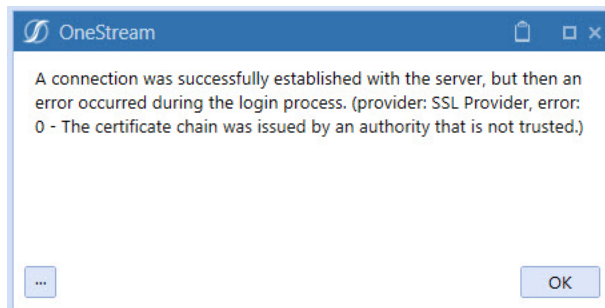 OneStream
A connection was successfully established with the server, but then an
error occurred during the login process. (provider: SSL Provider, error:
0 - The certificate chain was issued by an authority that is not trusted.)
...
OK